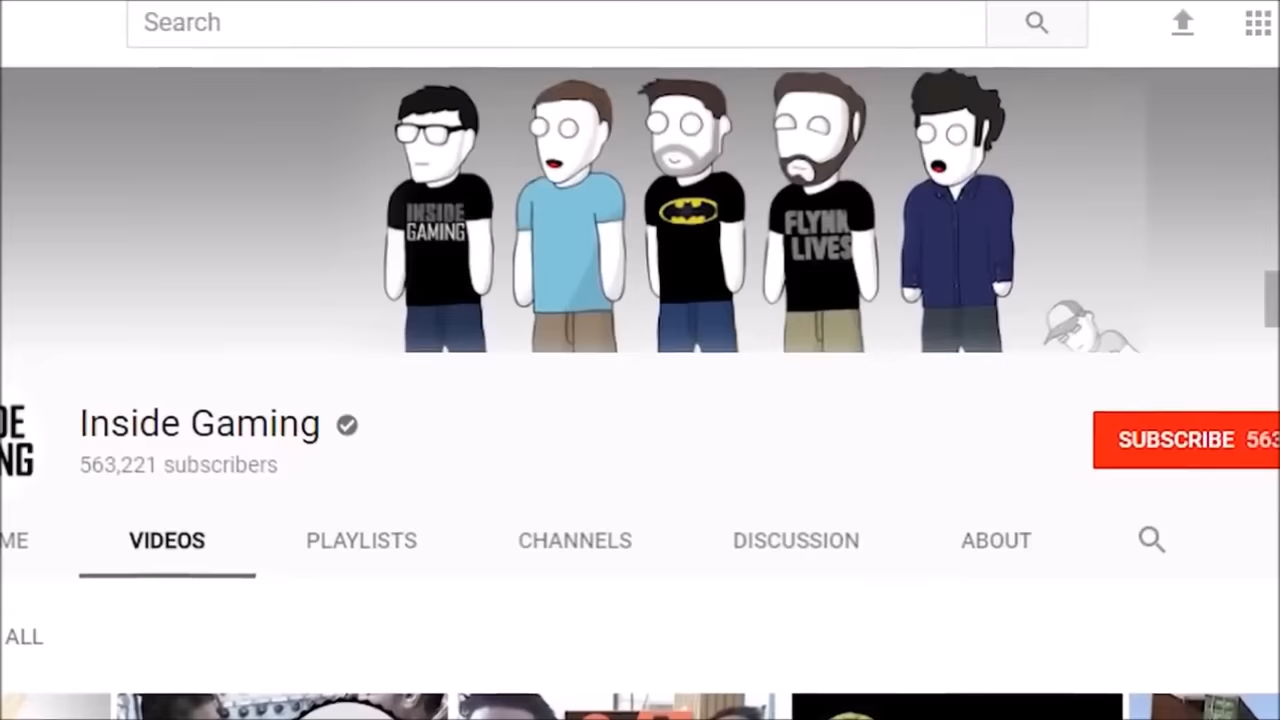 Search
INSIDE
GAMING
FLYNN
LIVES
DE
NG
Inside Gaming
563,221 subscribers
SUBSCRIBE 563
ME
VIDEOS
PLAYLISTS
CHANNELS
DISCUSSION
ABOUT
ALL